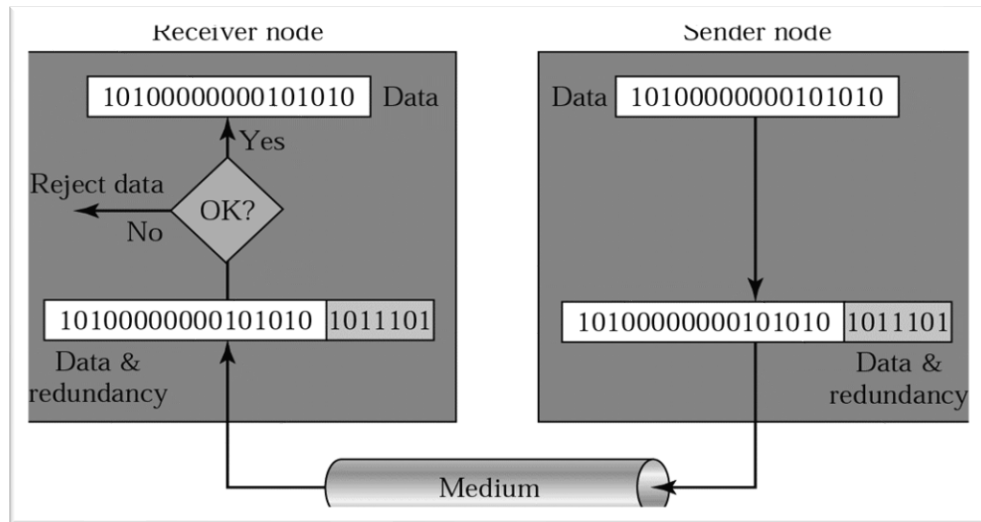 Receiver node
Sender node
10100000000101010 Data
Data 10100000000101010
Yes
Reject data
OK?
No
10100000000101010 1011101
10100000000101010 1011101
Data &
redundancy
Data &
redundancy
Medium